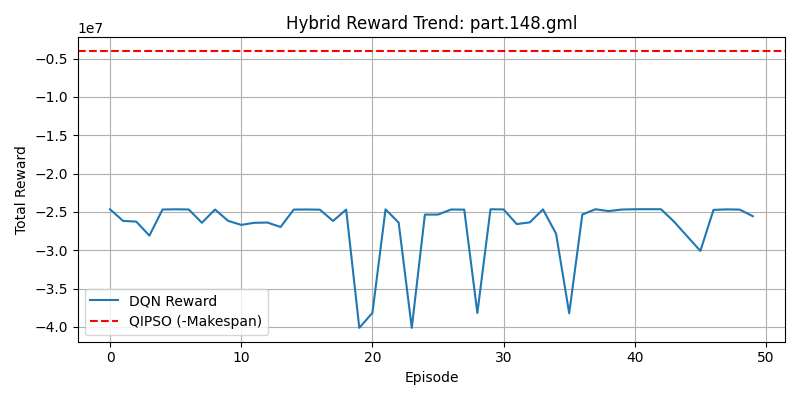 Hybrid Reward Trend: part.148.gml
1e7
−0.5
−1.0
−1.5
−2.0
−2.5
−3.0
−3.5
−4.0
Total Reward
DQN Reward
QIPSO (-Makespan)
0 10 20 30 40 50
Episode